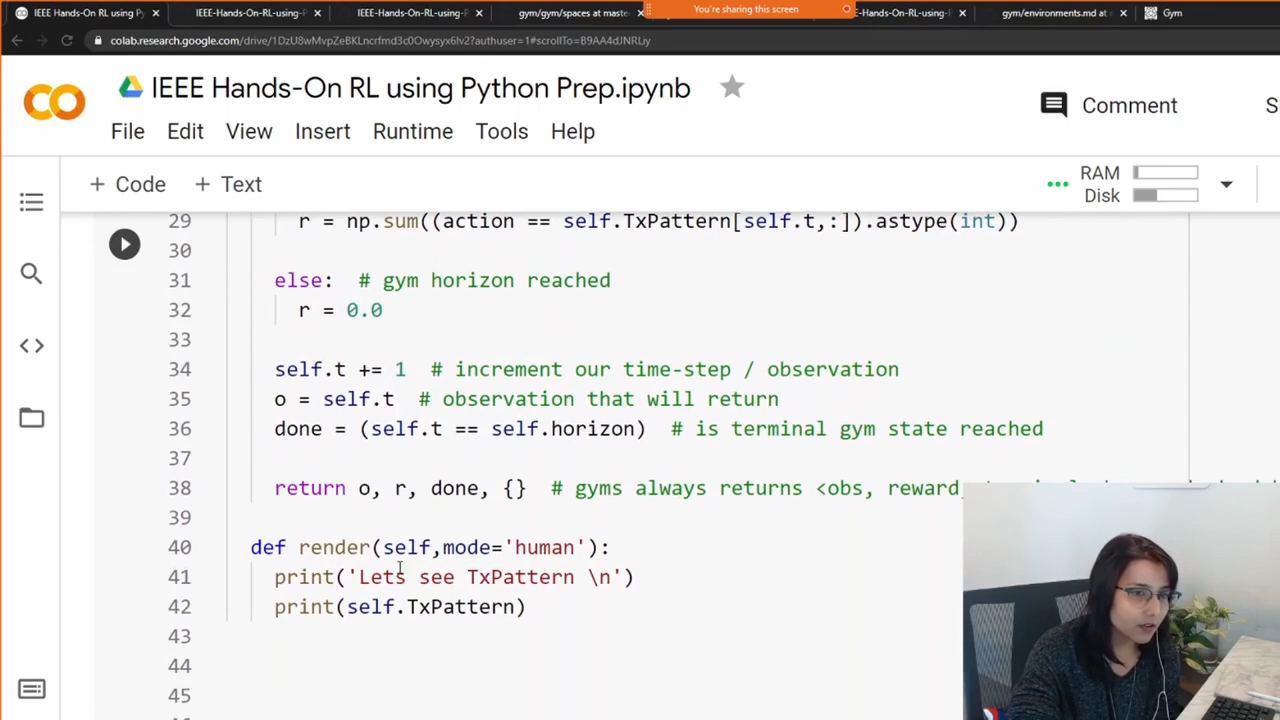 IEEE Hands-On RL using Py
IEEE-Hands-On-RL-using-P
IEEE-Hands-On-RL-using-P
gym/gym/spaces at maste
You're sharing this screen
E-Hands-On-RL-using-
gym/environments.md at
Gym
colab.research.google.com/drive/1DzU8wMvpZeBKLncrfmd3c0Owysyx6lv2?authuser=1#scrollTo=B9AA4dJNRLiy
IEEE Hands-On RL using Python Prep.ipynb
Comment
S
File Edit View Insert Runtime Tools Help
+ Code + Text
RAM
Disk
29 r = np.sum((action == self.TxPattern[self.t,:]).astype(int))
30
31 else: # gym horizon reached
32 r = 0.0
33
34 self.t += 1 # increment our time-step / observation
35 o = self.t # observation that will return
36 done = (self.t == self.horizon) # is terminal gym state reached
37
38 return o, r, done, {} # gyms always returns <obs, reward,
39
40 def render(self,mode='human'):
41 print('Lets see TxPattern \n')
42 print(self.TxPattern)
43
44
45